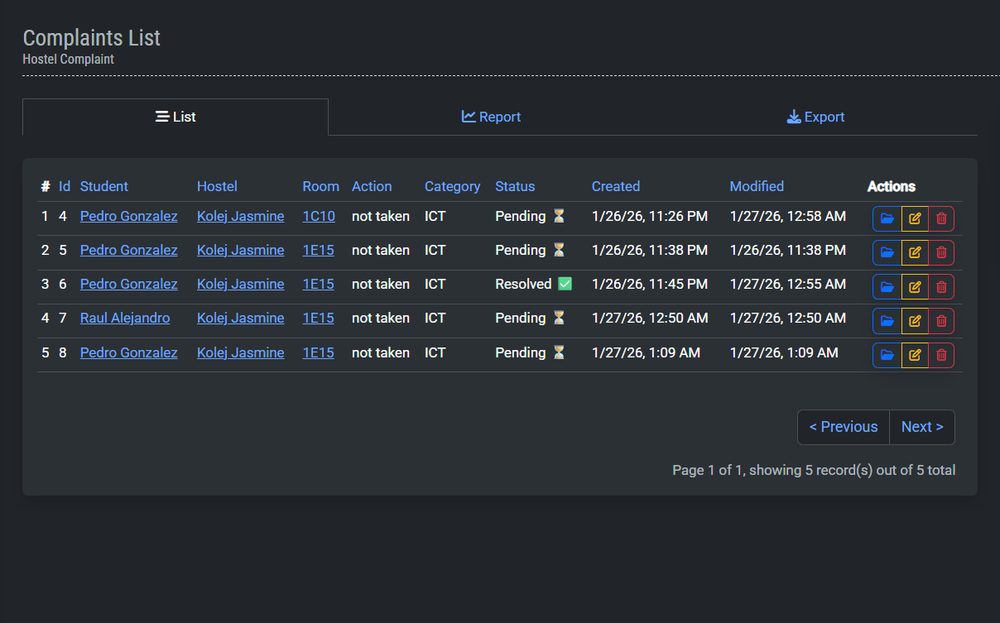 Complaints List
Hostel Complaint
List Report Export
# Id Student Hostel Room Action Category Status Created Modified Actions
1 4 Pedro Gonzalez Kolej Jasmine 1C10 not taken ICT Pending ⏳ 1/26/26, 11:26 PM 1/27/26, 12:58 AM
2 5 Pedro Gonzalez Kolej Jasmine 1E15 not taken ICT Pending ⏳ 1/26/26, 11:38 PM 1/26/26, 11:38 PM
3 6 Pedro Gonzalez Kolej Jasmine 1E15 not taken ICT Resolved ✅ 1/26/26, 11:45 PM 1/27/26, 12:55 AM
4 7 Raul Alejandro Kolej Jasmine 1E15 not taken ICT Pending ⏳ 1/27/26, 12:50 AM 1/27/26, 12:50 AM
5 8 Pedro Gonzalez Kolej Jasmine 1E15 not taken ICT Pending ⏳ 1/27/26, 1:09 AM 1/27/26, 1:09 AM
< Previous Next >
Page 1 of 1, showing 5 record(s) out of 5 total